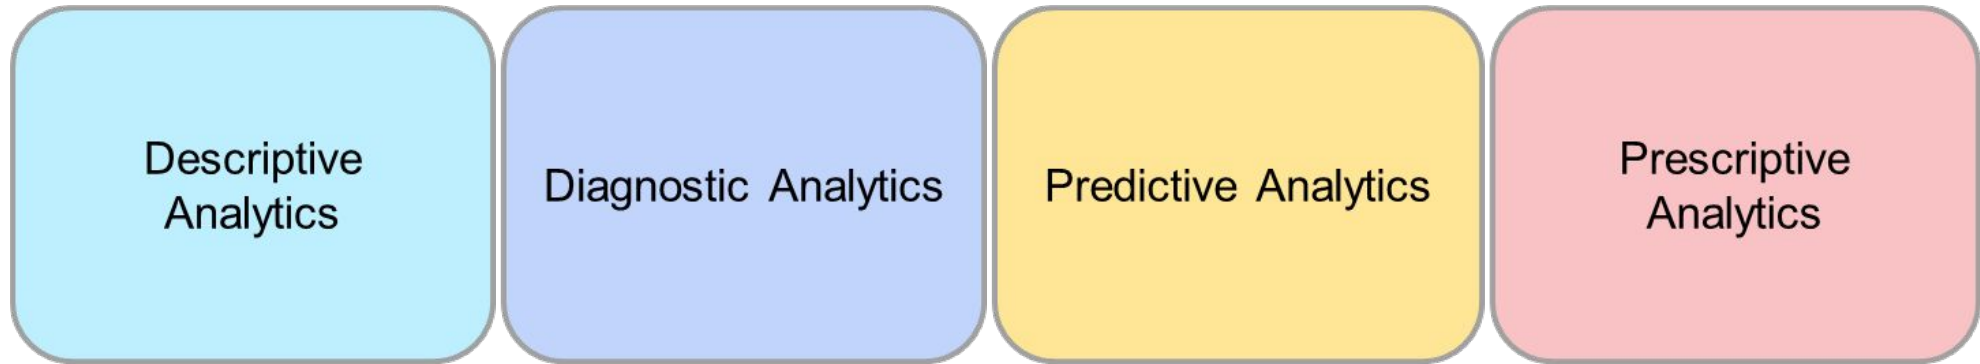 Descriptive
Analytics
Diagnostic Analytics
Predictive Analytics
Prescriptive
Analytics